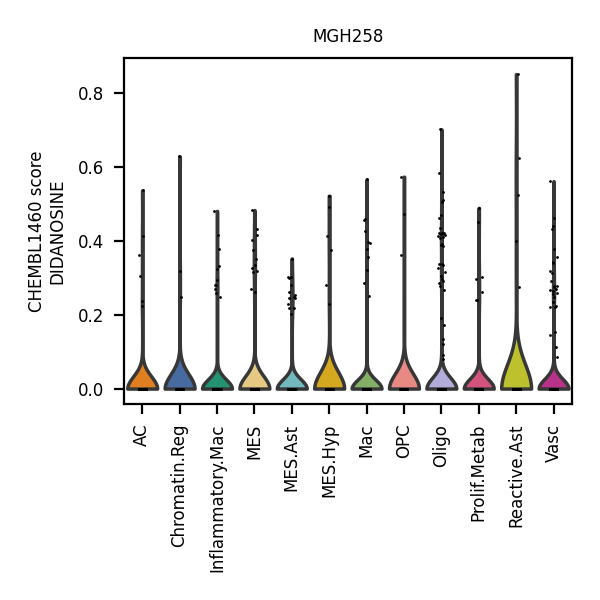 MGH258
CHEMBL1460 score
DIDANOSINE
0.8
0.6
0.4
0.2
0.0
AC
Chromatin.Reg
Inflammatory.Mac
MES
MES.Ast
MES.Hyp
Mac
OPC
Oligo
Prolif.Metab
Reactive.Ast
Vasc